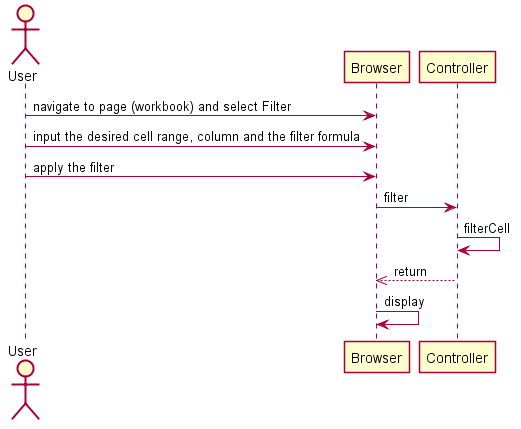 User
Browser
Controller
navigate to page (workbook) and select Filter
input the desired cell range, column and the filter formula
apply the filter
filter
filterCell
return
display
User
Browser
Controller